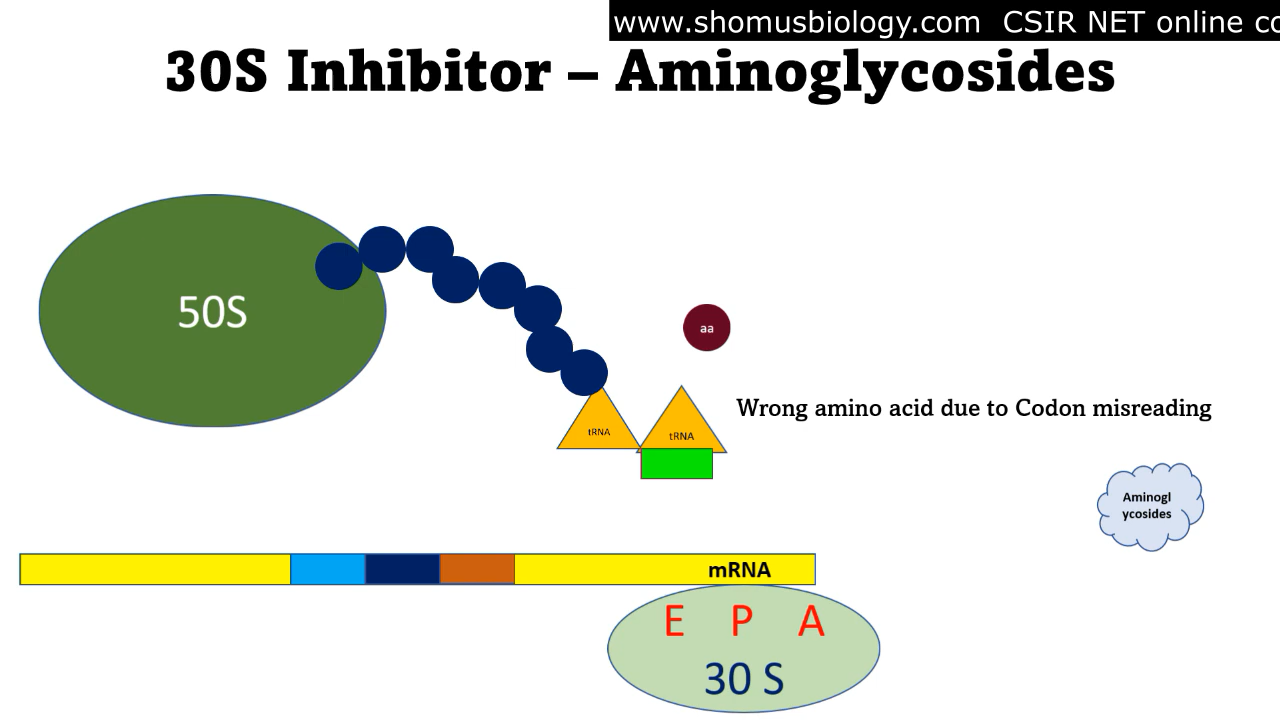 www.shomusbiology.com CSIR NET online co
30S Inhibitor – Aminoglycosides
50S
aa
Wrong amino acid due to Codon misreading
tRNA
tRNA
Aminogl
ycosides
mRNA
E P A
30 S